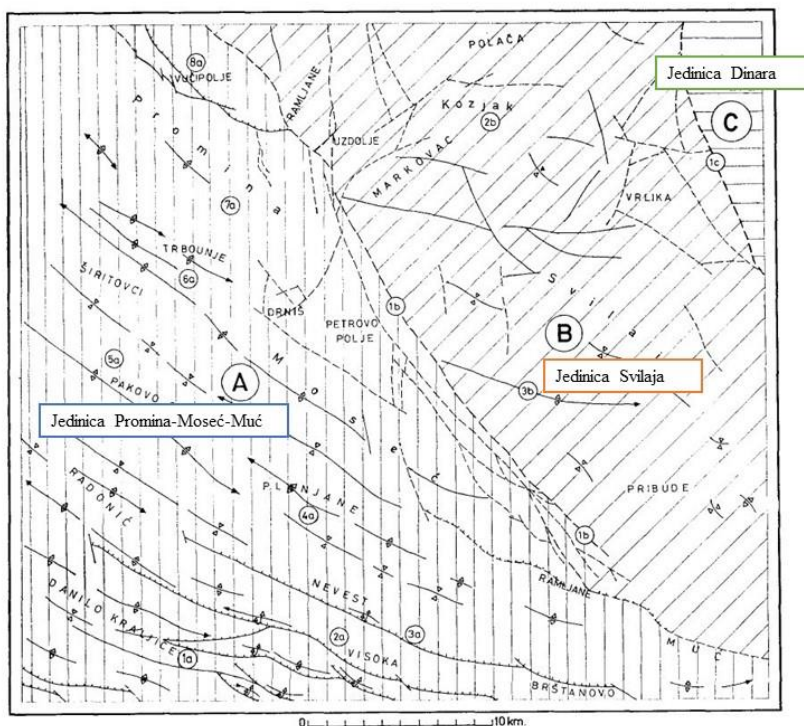 POLAČA
Jedinica Dinara
8a
VUČIPOLJE
RAMLJANE
Kozjak
2b
C
UZDOLJE
MARKOVAC
1c
Promina
7a
VRLIKA
TRBOUNJE
6a
ŠIRITOVCI
Svilaja
DRNIŠ
PETROVO
POLJE
1b
B
5a
A
Moseć
PAKOVO
3b
Jedinica Svilaja
Jedinica Promina-Moseć-Muć
RADONIĆ
PLJENJANE
4a
PRIBUDE
1b
RAMLJANE
NEVEST
DANILO KRALJICE
1a
2a
3a
VISOKA
MUĆ
BRŠTANOVO
0 10 km.